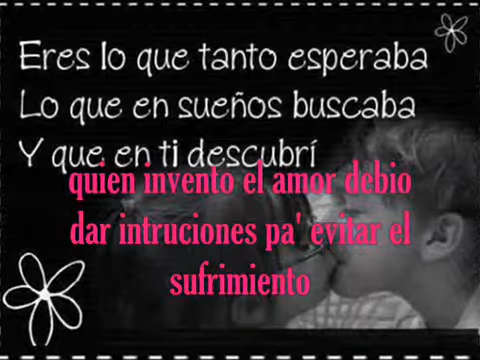 Eres lo que tanto esperaba
Lo que en sueños buscaba
Y que en ti descubrí
quien invento el amor debio
dar intruciones pa' evitar el
sufrimiento